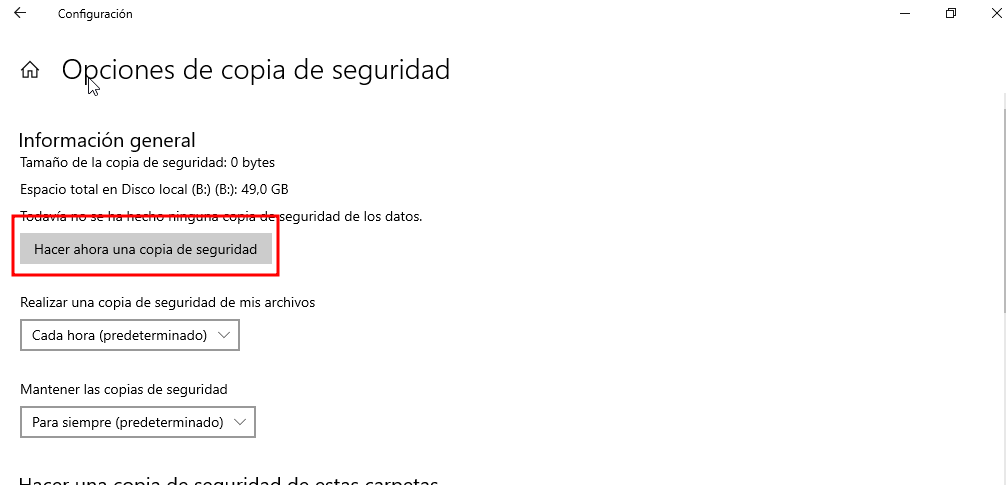 Configuración
Opciones de copia de seguridad
Información general
Tamaño de la copia de seguridad: 0 bytes
Espacio total en Disco local (B:) (B:): 49,0 GB
Todavía no se ha hecho ninguna copia de seguridad de los datos.
Hacer ahora una copia de seguridad
Realizar una copia de seguridad de mis archivos
Cada hora (predeterminado)
Mantener las copias de seguridad
Para siempre (predeterminado)
Hacer una copia de seguridad de estas carpetas